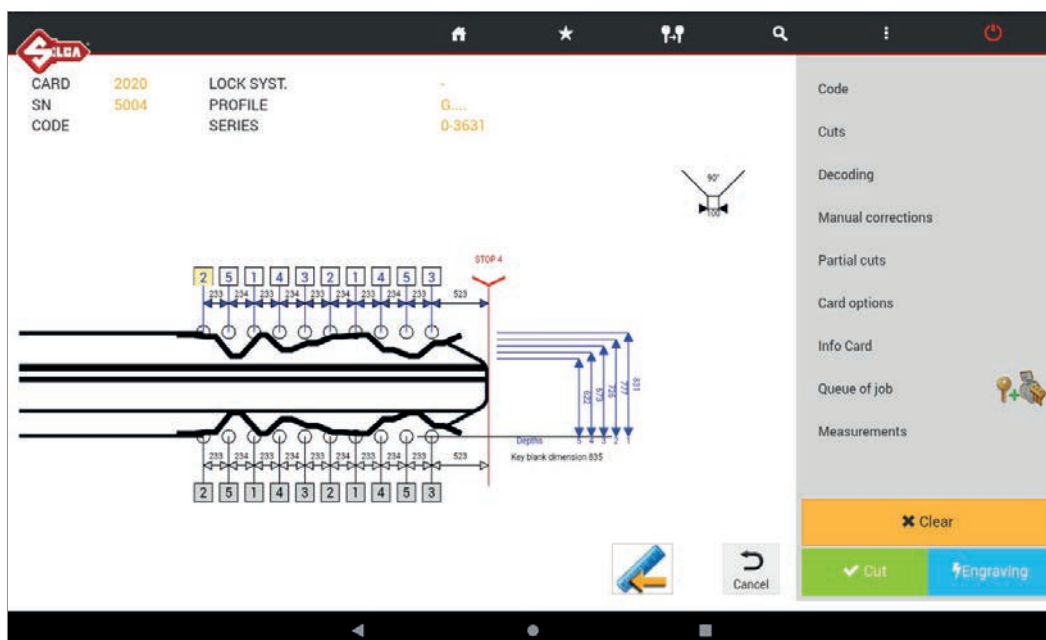 SILCA
CARD 2020 LOCK SYST. -
SN 5004 PROFILE G....
CODE SERIES 0-3631
90°
100
STOP 4
2 5 1 4 3 2 1 4 5 3
233 234 233 234 233 234 233 234 233 523
831
777
726
673
622
Depths 5 4 3 2 1
Key blank dimension 835
233 234 233 234 233 234 233 234 233 523
2 5 1 4 3 2 1 4 5 3
Cancel
Code
Cuts
Decoding
Manual corrections
Partial cuts
Card options
Info Card
Queue of job
Measurements
Clear
Cut
Engraving